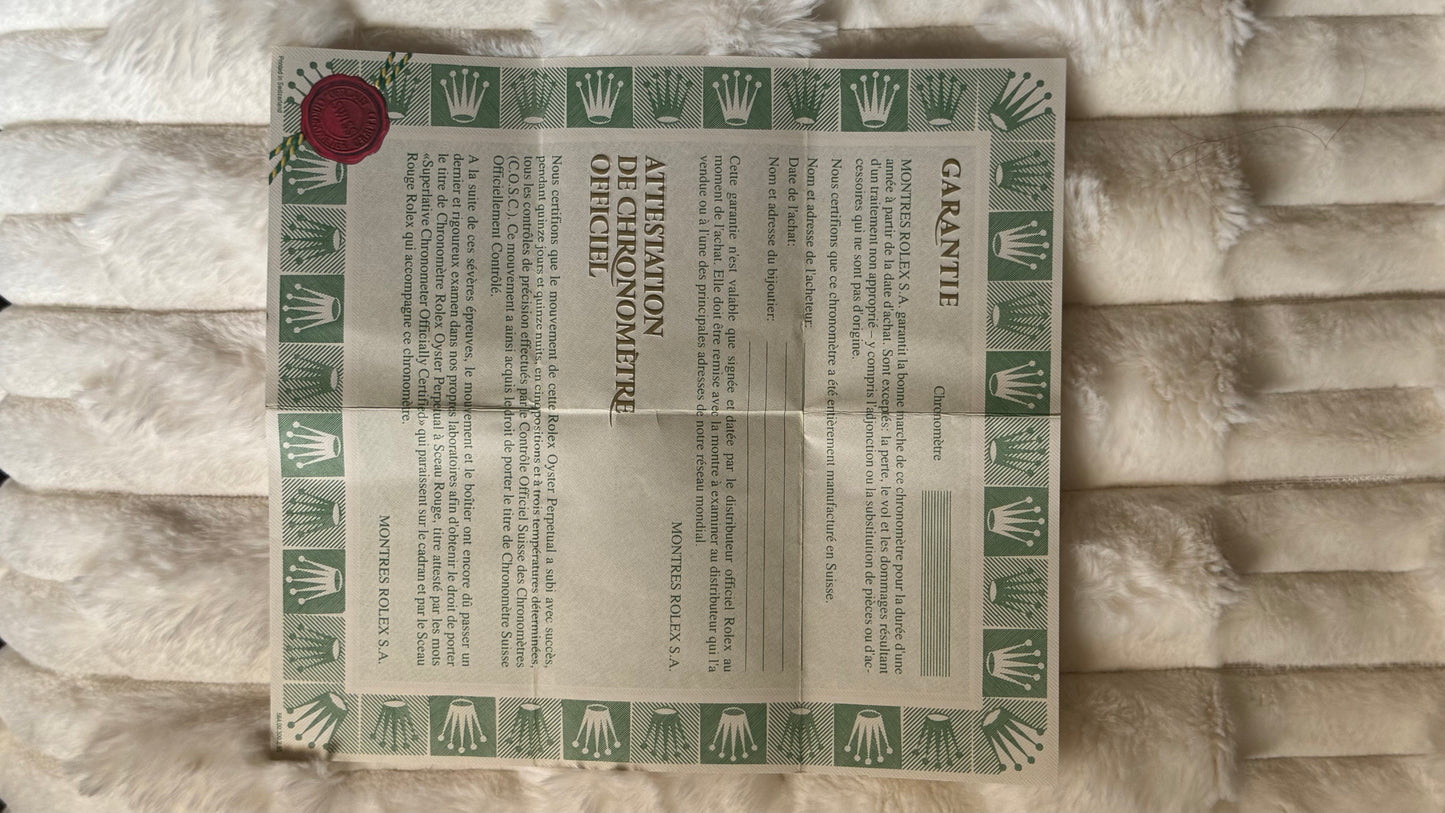 GARANTIE
Chronomètre
MONTRES ROLEX S.A. garantit la bonne marche de ce chronomètre pour la durée d'une
année à partir de la date d'achat. Sont exceptés: la perte, le vol et les dommages résultant
d'un traitement non approprié – y compris l'adjonction ou la substitution de pièces ou d'ac-
cessoires qui ne sont pas d'origine.
Nous certifions que ce chronomètre a été entièrement manufacturé en Suisse.
Nom et adresse de l'acheteur:
Date de l'achat:
Nom et adresse du bijoutier:
Cette garantie n'est valable que signée et datée par le distributeur officiel Rolex au
moment de l'achat. Elle doit être remise avec la montre à examiner au distributeur qui l'a
vendue ou à l'une des principales adresses de notre réseau mondial.
MONTRES ROLEX S.A.
ATTESTATION
DE CHRONOMÈTRE
OFFICIEL
Nous certifions que le mouvement de cette Rolex Oyster Perpetual a subi avec succès,
pendant quinze jours et quinze nuits, en cinq positions et à trois températures déterminées,
tous les contrôles de précision effectués par le Contrôle Officiel Suisse des Chronomètres
(C.O.S.C.). Ce mouvement a ainsi acquis le droit de porter le titre de Chronomètre Suisse
Officiellement Contrôlé.
A la suite de ces sévères épreuves, le mouvement et le boîtier ont encore dû passer un
dernier et rigoureux examen dans nos propres laboratoires afin d'obtenir le droit de porter
le titre de Chronomètre Rolex Oyster Perpetual à Sceau Rouge, titre attesté par les mots
«Superlative Chronometer Officially Certified» qui paraissent sur le cadran et par le Sceau
Rouge Rolex qui accompagne ce chronomètre.
MONTRES ROLEX S.A.
Printed in Switzerland